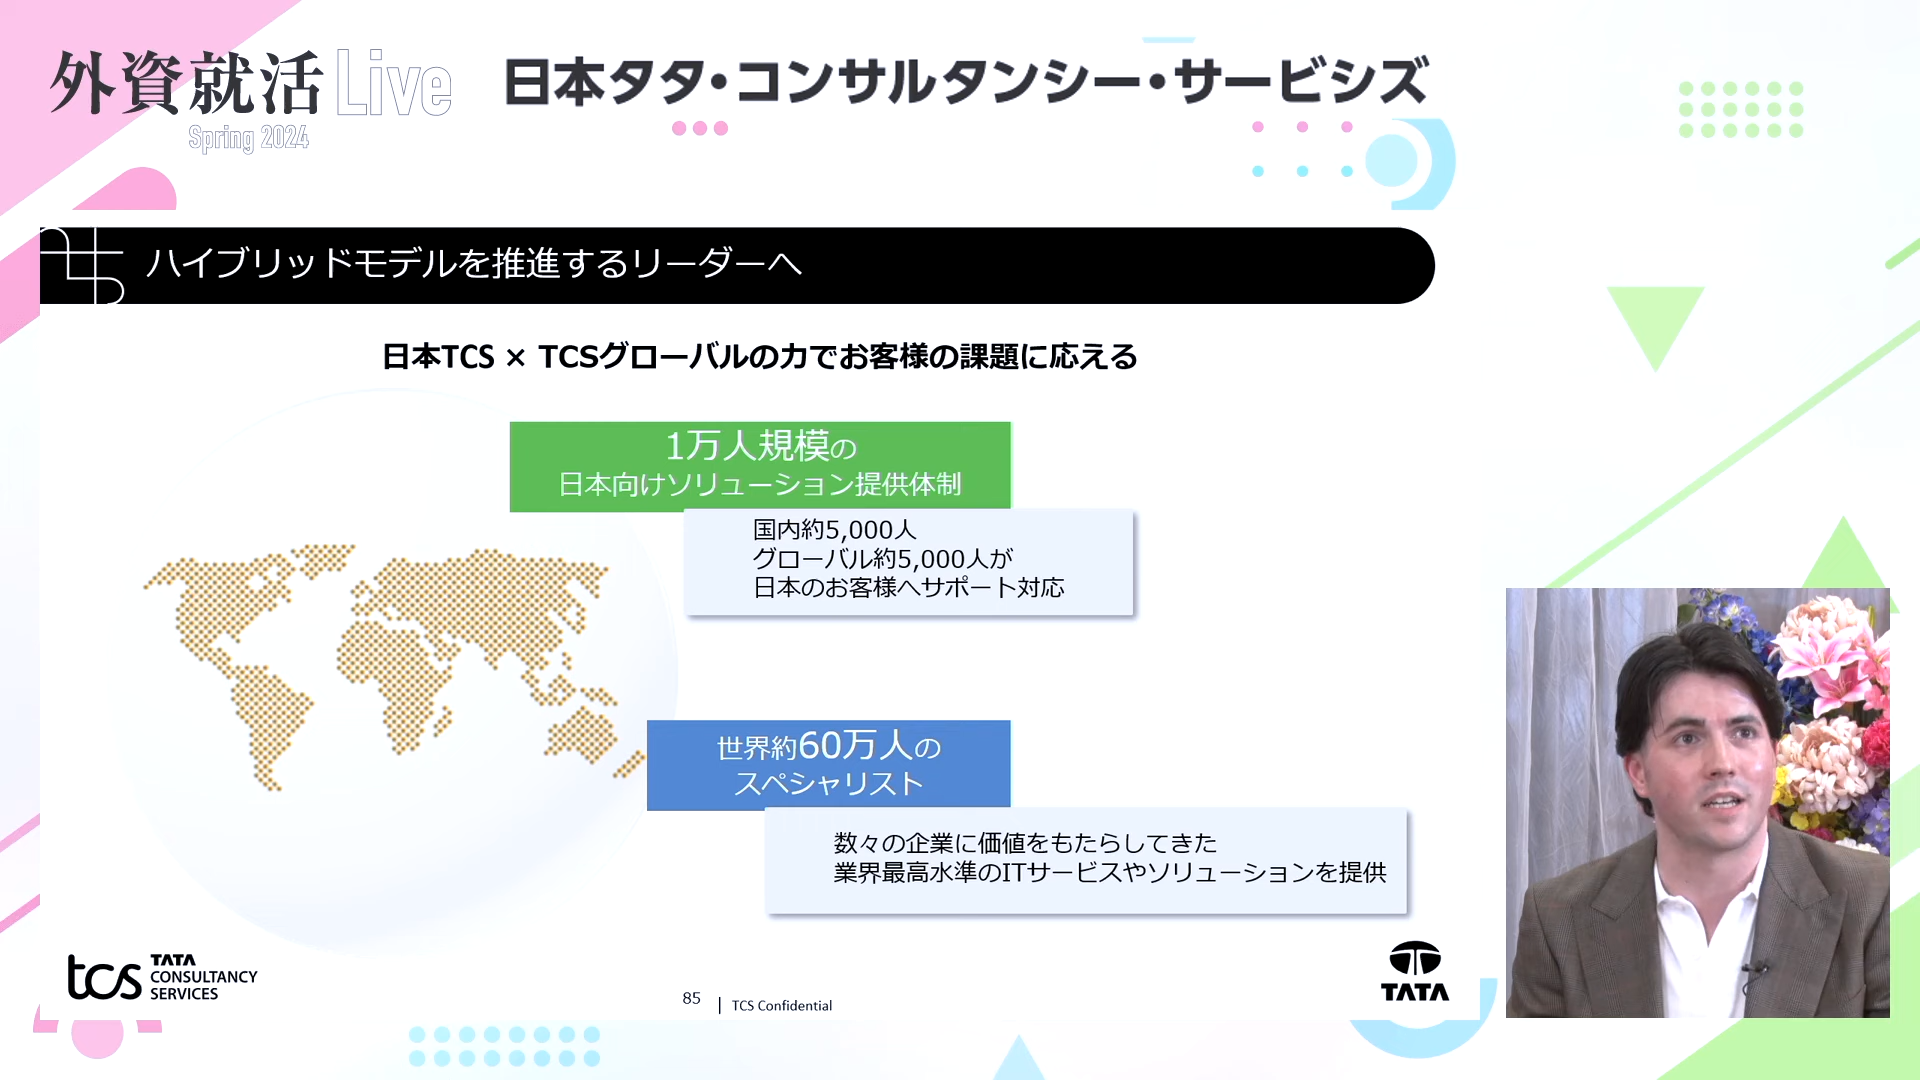 外資就活 Live
Spring 2024
日本タタ・コンサルタンシー・サービシズ
ハイブリッドモデルを推進するリーダーへ
日本TCS × TCSグローバルの力でお客様の課題に応える
1万人規模の
日本向けソリューション提供体制
国内約5,000人
グローバル約5,000人が
日本のお客様へサポート対応
世界約60万人の
スペシャリスト
数々の企業に価値をもたらしてきた
業界最高水準のITサービスやソリューションを提供
tcs TATA
CONSULTANCY
SERVICES
85 | TCS Confidential
TATA